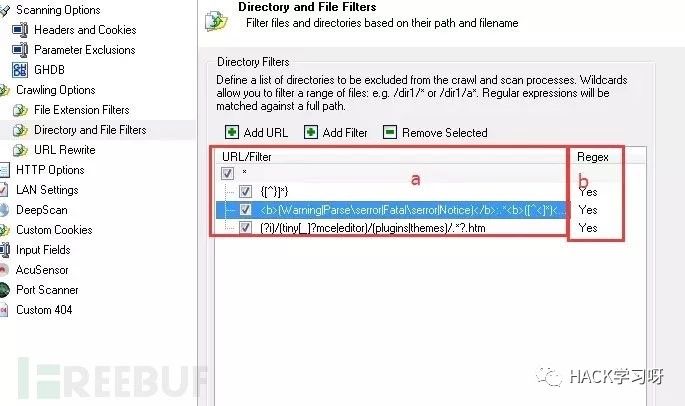 Scanning Options
Headers and Cookies
Parameter Exclusions
GHDB
Crawling Options
File Extension Filters
Directory and File Filters
URL Rewrite
HTTP Options
LAN Settings
DeepScan
Custom Cookies
Input Fields
AcuSensor
Port Scanner
Custom 404
Directory and File Filters
Filter files and directories based on their path and filename
Directory Filters
Define a list of directories to be excluded from the crawl and scan processes. Wildcards
allow you to filter a range of files: e.g. /dir1/* or /dir1/a*. Regular expressions will be
matched against a full path.
Add URL Add Filter Remove Selected
URL/Filter Regex
*
a b
{[^}]*} Yes
<b>(Warning|Parse\serror|Fatal\serror|Notice)</b>:.*<b>([^<]*)<... Yes
(?i)/(tiny[_]?mce|editor)/(plugins|themes)/.*?.htm Yes
REEBUF
HACK学习呀